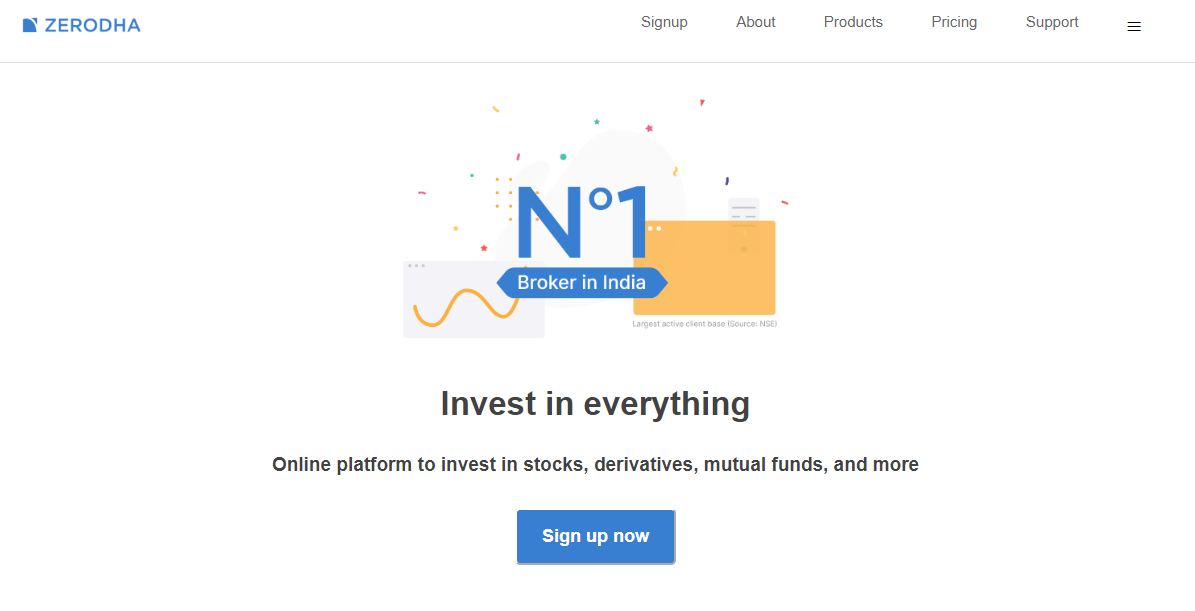 ZERODHA
Signup About Products Pricing Support
N°1
Broker in India
Largest active client base (Source: NSE)
Invest in everything
Online platform to invest in stocks, derivatives, mutual funds, and more
Sign up now